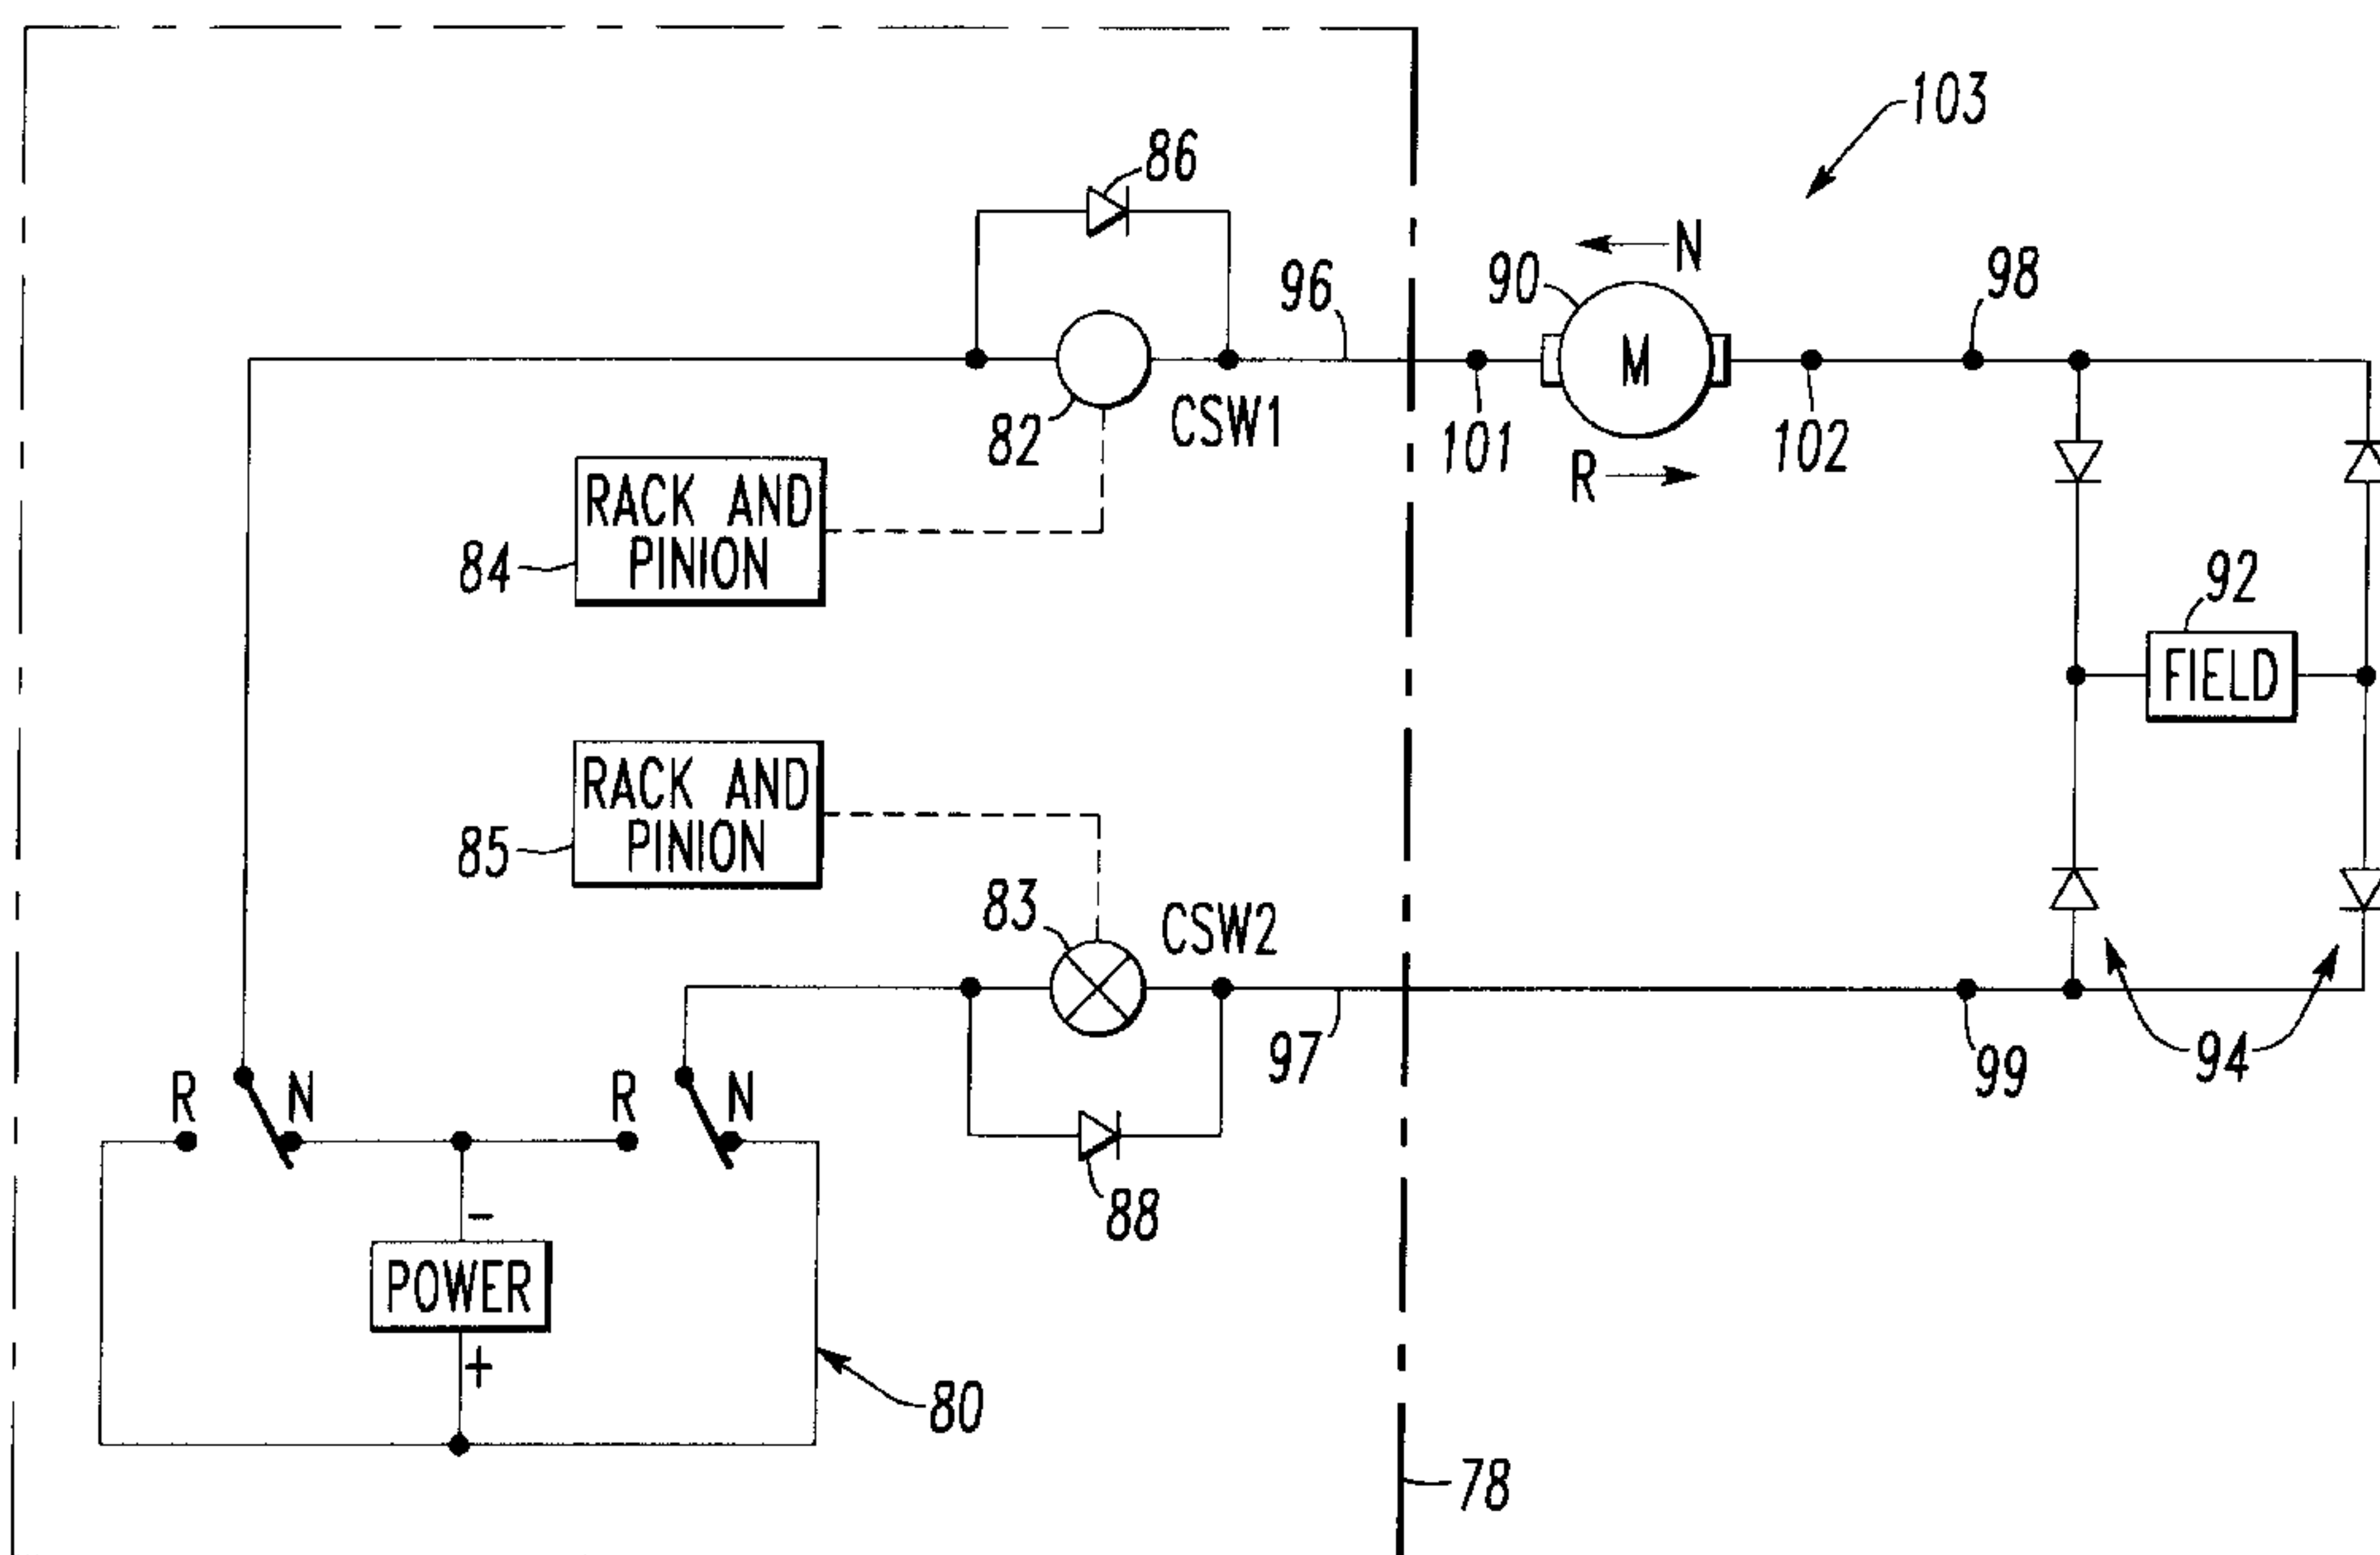 103
86
N
98
90
96
M
82
CSW1
101
R
102
RACK AND
PINION
84
92
FIELD
RACK AND
PINION
85
83
CSW2
97
99
94
R
N
R
N
88
-
POWER
+
80
78